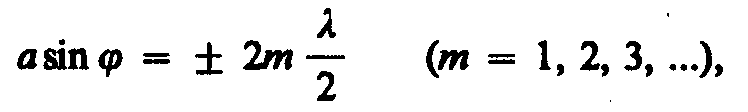 a sin φ = ± 2m λ/2 (m = 1, 2, 3, ...),